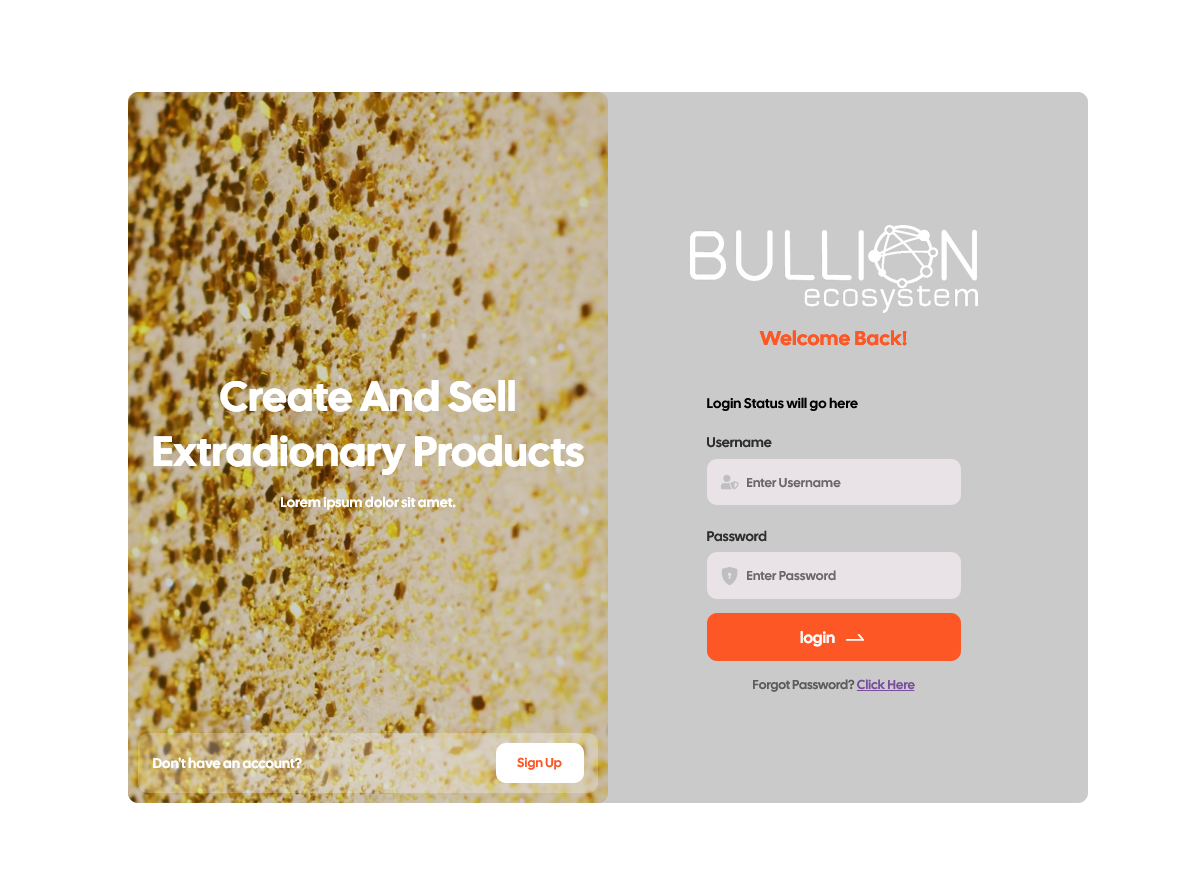 Create And Sell
Extradionary Products
Lorem ipsum dolor sit amet.
Don't have an account?
Sign Up
BULLION
ecosystem
Welcome Back!
Login Status will go here
Username
Enter Username
Password
Enter Password
login
Forgot Password? Click Here